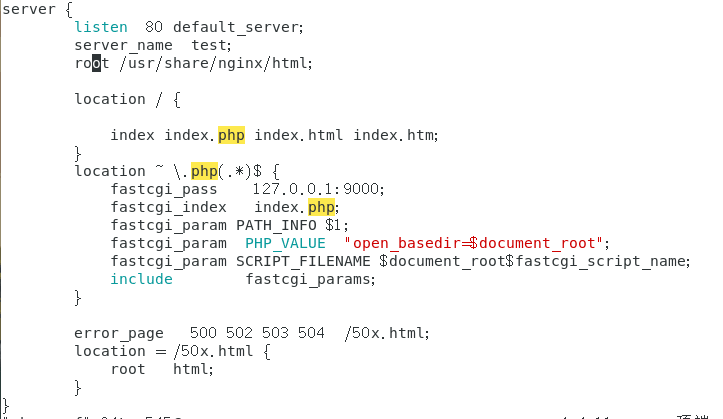 server {
listen 80 default_server;
server_name test;
root /usr/share/nginx/html;
location / {
index index.php index.html index.htm;
}
location ~ \.php(.*)$ {
fastcgi_pass 127.0.0.1:9000;
fastcgi_index index.php;
fastcgi_param PATH_INFO $1;
fastcgi_param PHP_VALUE "open_basedir=$document_root";
fastcgi_param SCRIPT_FILENAME $document_root$fastcgi_script_name;
include fastcgi_params;
}
error_page 500 502 503 504 /50x.html;
location = /50x.html {
root html;
}
}